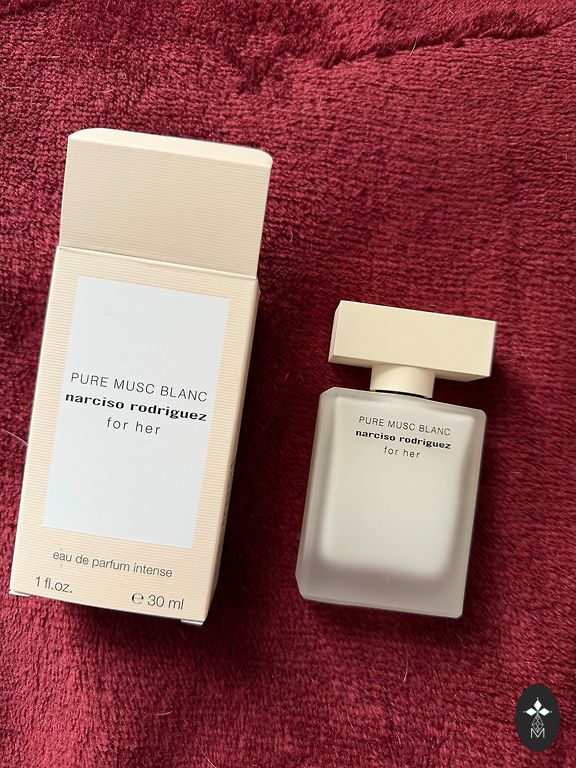 PURE MUSC BLANC
narciso rodriguez
for her
eau de parfum intense
1 fl.oz. ℮ 30 ml
PURE MUSC BLANC
narciso rodriguez
for her
M